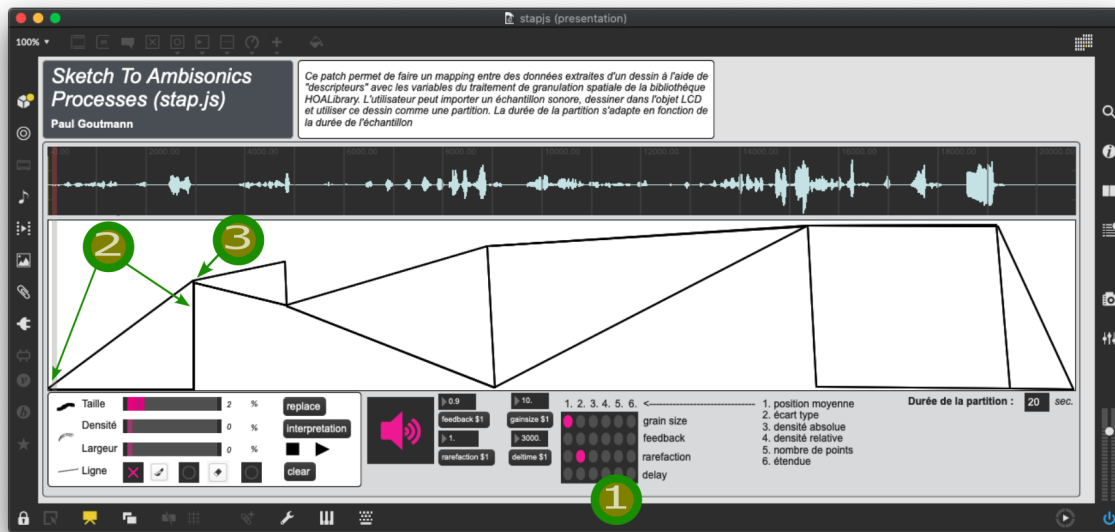 stapjs (presentation)
100%
Sketch To Ambisonics
Processes (stap.js)
Paul Goutmann
Ce patch permet de faire un mapping entre des données extraites d'un dessin à l'aide de
"descripteurs" avec les variables du traitement de granulation spatiale de la bibliothèque
HOALibrary. L'utilisateur peut importer un échantillon sonore, dessiner dans l'objet LCD
et utiliser ce dessin comme une partition. La durée de la partition s'adapte en fonction de
la durée de l'échantillon
2000.00 4000.00 6000.00 8000.00 10000.00 12000.00 14000.00 16000.00 18000.00 20000.00
2
3
Taille 2 % replace
Densité 0 % interpretation
Largeur 0 %
Ligne clear
0.9 10.
feedback $1 gainsize $1
1. 3000.
rarefaction $1 deltime $1
1. 2. 3. 4. 5. 6.
grain size
feedback
rarefaction
delay
1
1. position moyenne
2. écart type
3. densité absolue
4. densité relative
5. nombre de points
6. étendue
Durée de la partition : 20 sec.